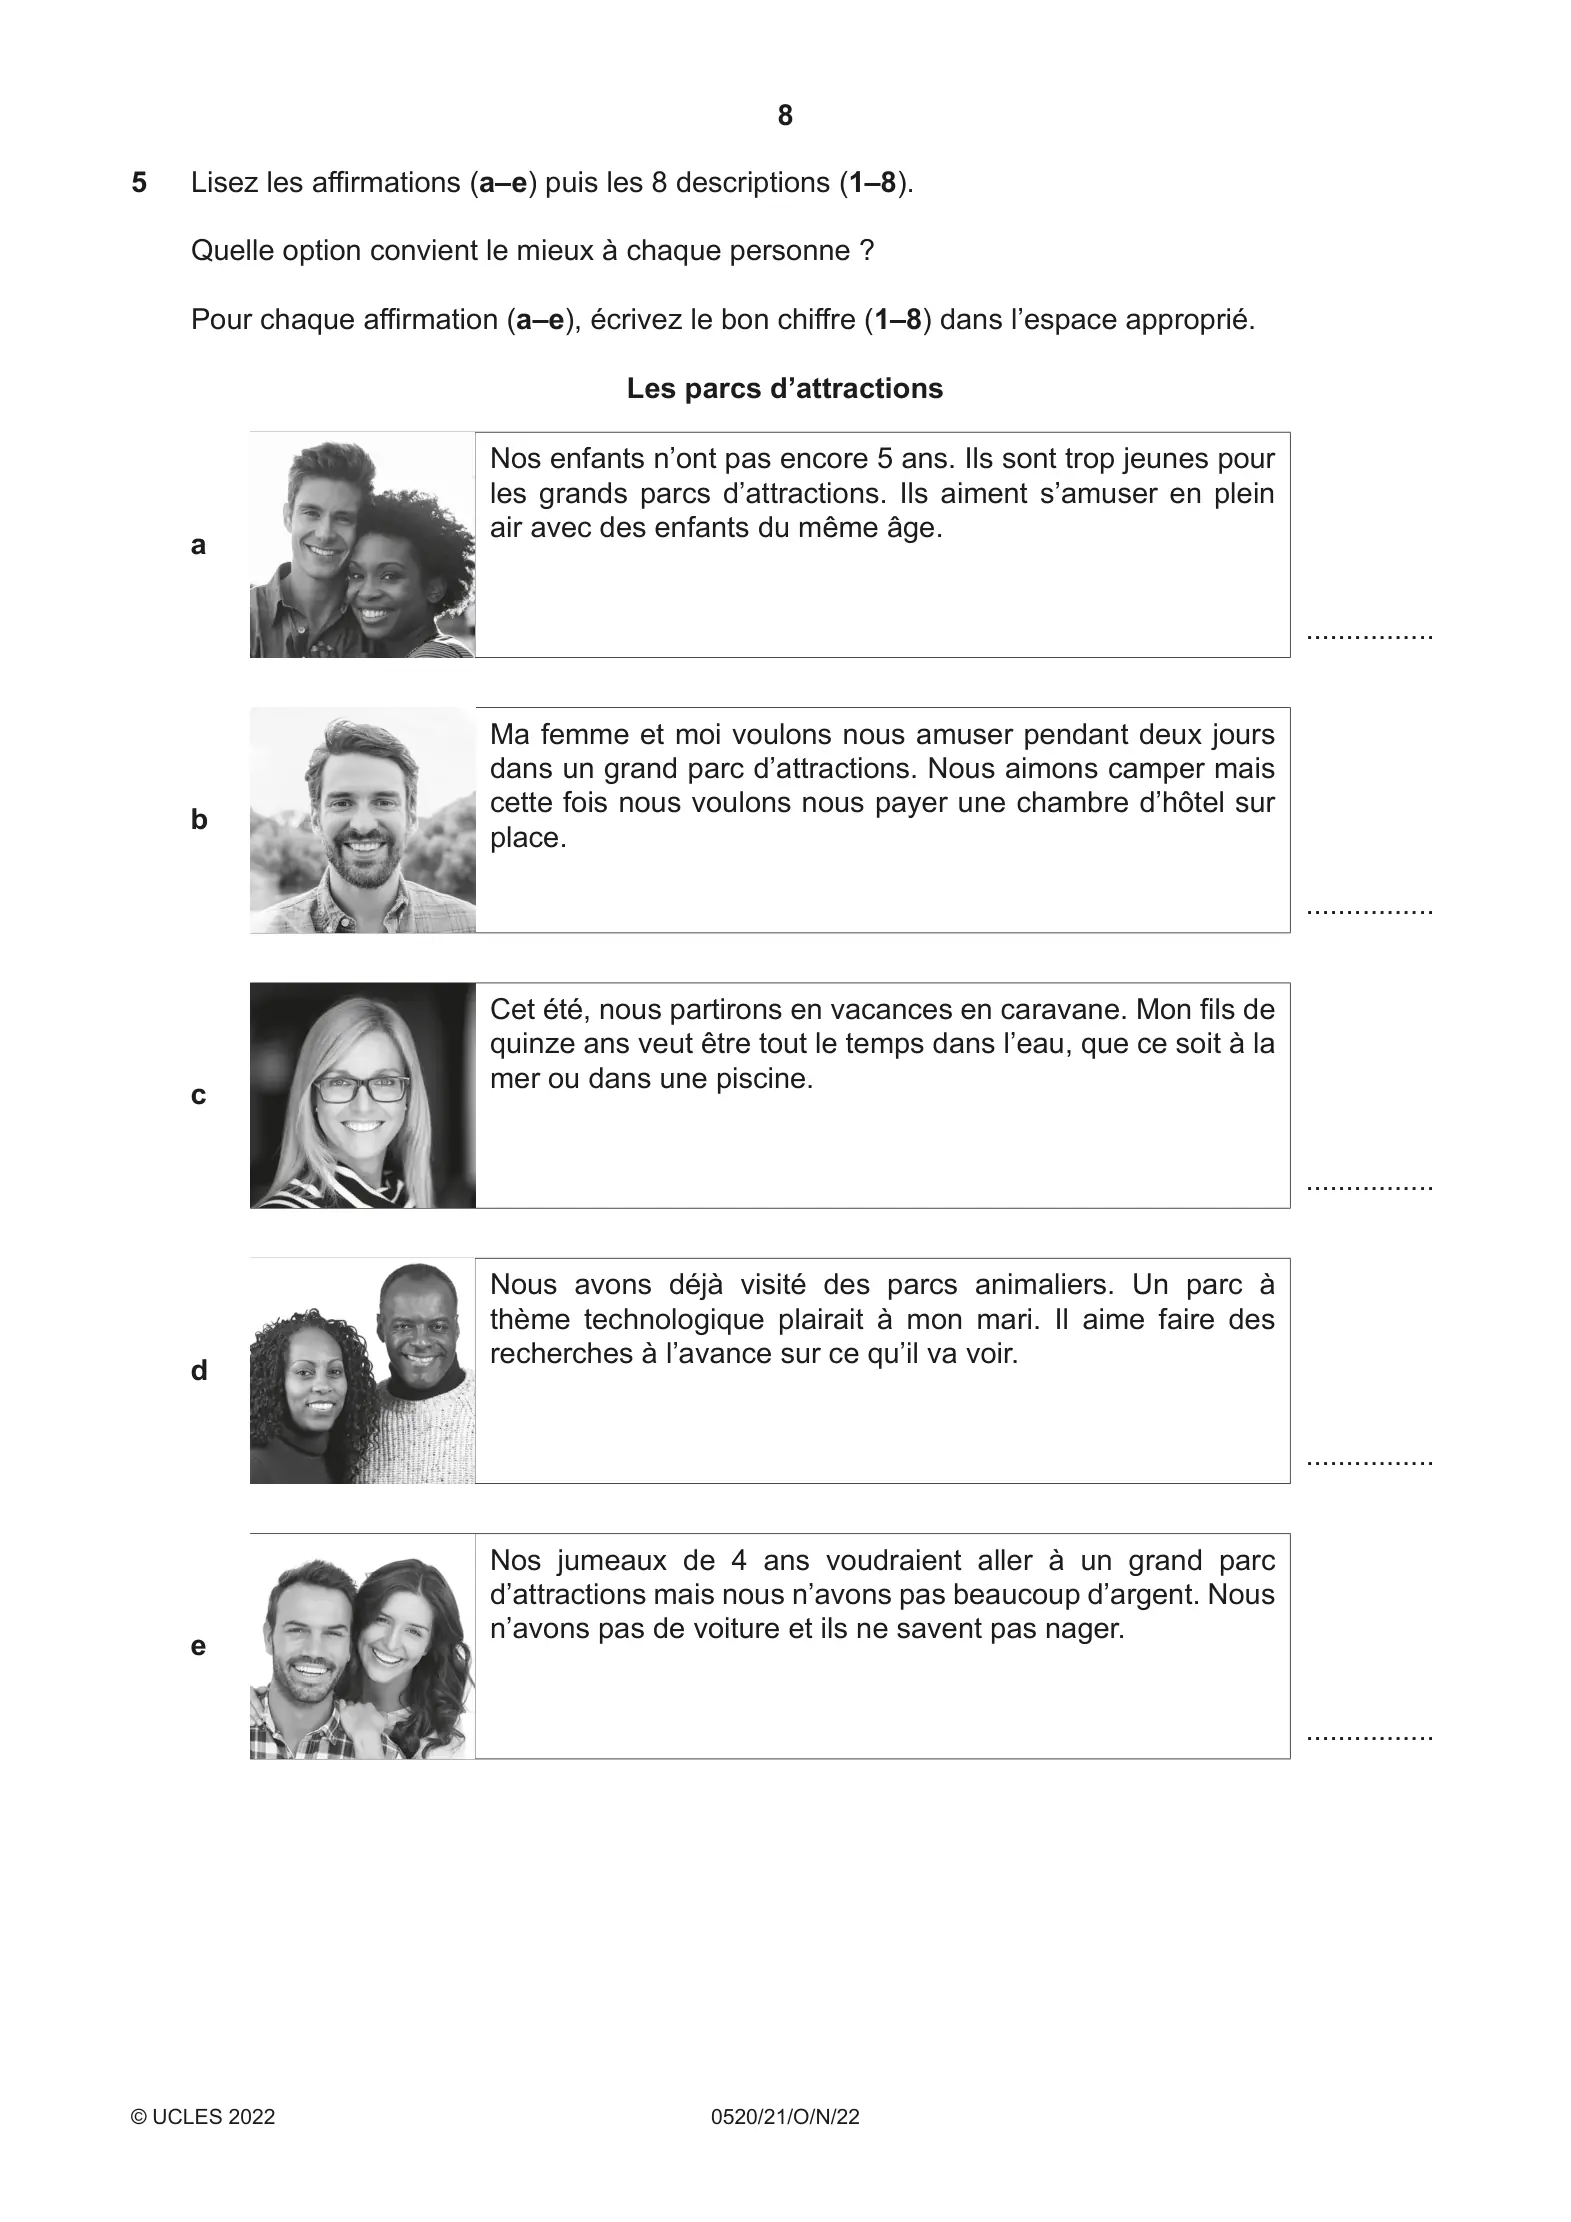 8
5 Lisez les affirmations (a–e) puis les 8 descriptions (1–8).
Quelle option convient le mieux à chaque personne ?
Pour chaque affirmation (a–e), écrivez le bon chiffre (1–8) dans l’espace approprié.
Les parcs d’attractions
a
Nos enfants n’ont pas encore 5 ans. Ils sont trop jeunes pour
les grands parcs d’attractions. Ils aiment s’amuser en plein
air avec des enfants du même âge.
................
b
Ma femme et moi voulons nous amuser pendant deux jours
dans un grand parc d’attractions. Nous aimons camper mais
cette fois nous voulons nous payer une chambre d’hôtel sur
place.
................
c
Cet été, nous partirons en vacances en caravane. Mon fils de
quinze ans veut être tout le temps dans l’eau, que ce soit à la
mer ou dans une piscine.
................
d
Nous avons déjà visité des parcs animaliers. Un parc à
thème technologique plairait à mon mari. Il aime faire des
recherches à l’avance sur ce qu’il va voir.
................
e
Nos jumeaux de 4 ans voudraient aller à un grand parc
d’attractions mais nous n’avons pas beaucoup d’argent. Nous
n’avons pas de voiture et ils ne savent pas nager.
................
© UCLES 2022
0520/21/O/N/22